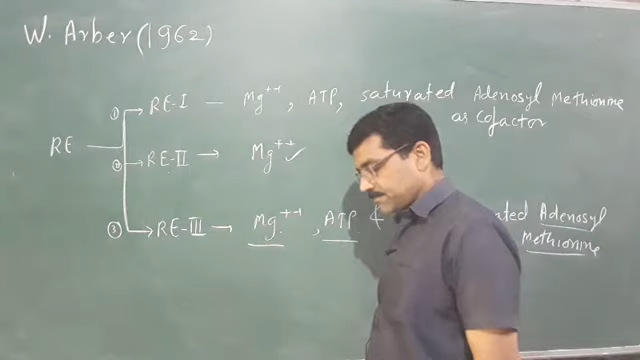 W. Arber (1962)
① RE-I — Mg++, ATP, saturated Adenosyl Methionine
as Cofactor
RE ② RE-II → Mg++ ✓
③ RE-III → Mg++, ATP & Adenosyl
Methionine